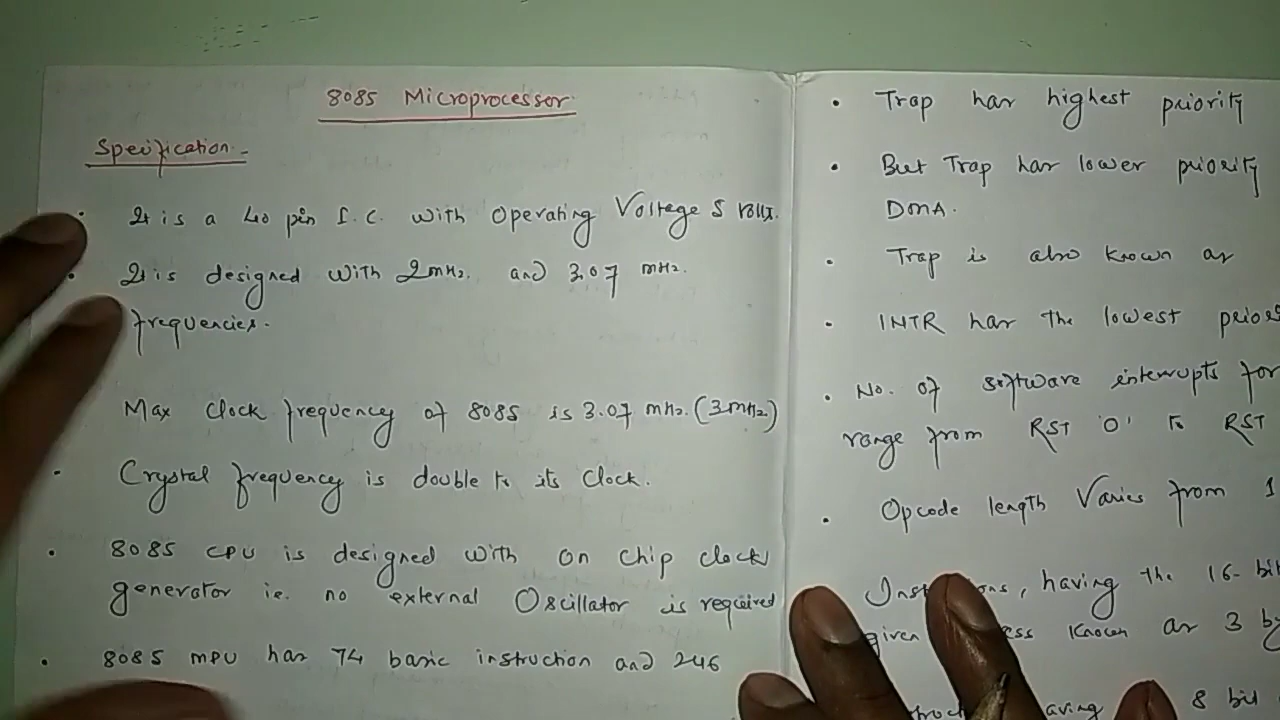 8085 Microprocessor
Specification -
It is a 40 pin I.C. with operating Voltage 5 volts.
It is designed with 2 mHz. and 3.07 mHz.
frequencies.
Max clock frequency of 8085 is 3.07 mHz. (3mHz)
Crystal frequency is double to its clock.
8085 CPU is designed with on chip clock
generator i.e. no external Oscillator is required
8085 MPU has 74 basic instruction and 246
Trap has highest priority
But Trap has lower priority
DMA.
Trap is also known as
INTR has the lowest
No. of software interrupts for
range from RST '0' to RST
Opcode length Varies from 1
having the 16-bit
given known as 3
8 bit